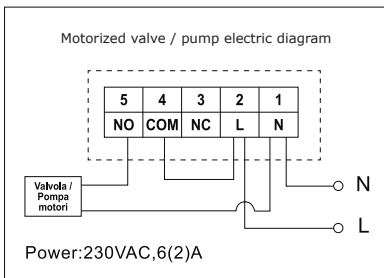 Motorized valve / pump electric diagram
5 4 3 2 1
NO COM NC L N
Valvola /
Pompa
motori
N
L
Power:230VAC,6(2)A